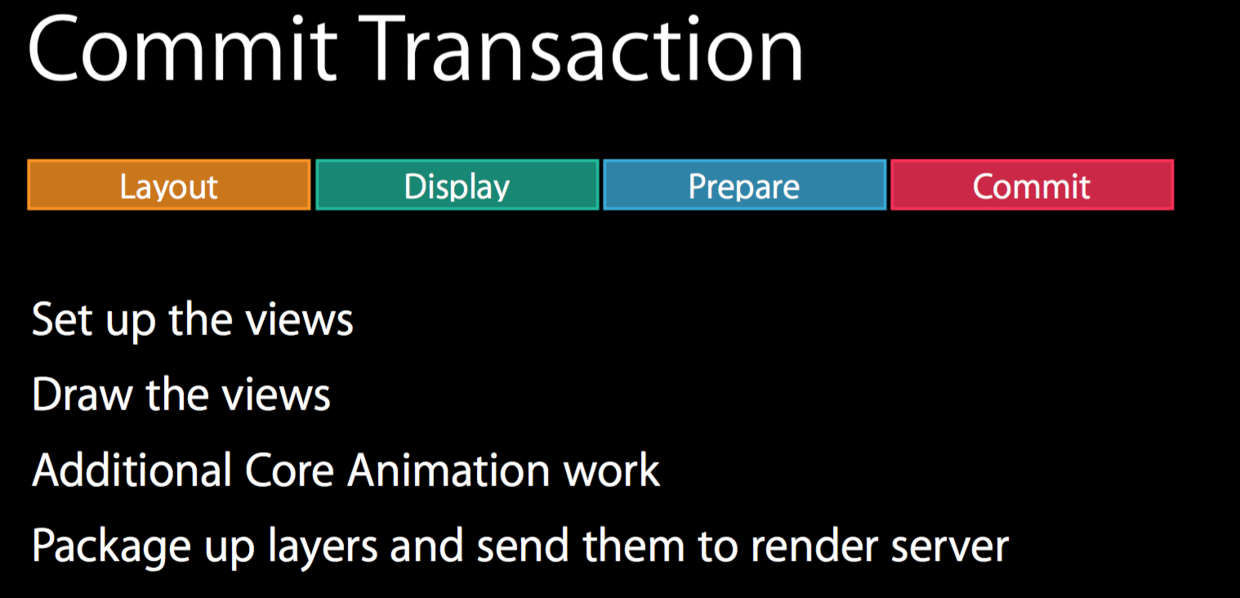 Commit Transaction
Layout Display Prepare Commit
Set up the views
Draw the views
Additional Core Animation work
Package up layers and send them to render server